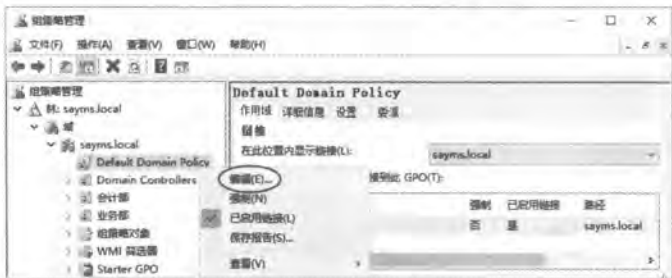 组策略管理
文件(F) 操作(A) 查看(V) 窗口(W) 帮助(H)
组策略管理
林: sayms.local
域
sayms.local
Default Domain Policy
Domain Controllers
会计部
业务部
组策略对象
WMI 筛选器
Starter GPO
Default Domain Policy
作用域 详细信息 设置 委派
链接
在此位置内显示链接(L):
sayms.local
接到此 GPO(T):
强制 已启用链接 路径
否 是 sayms.local
编辑(E)...
强制(N)
已启用链接(L)
保存报告(S)...
查看(V)